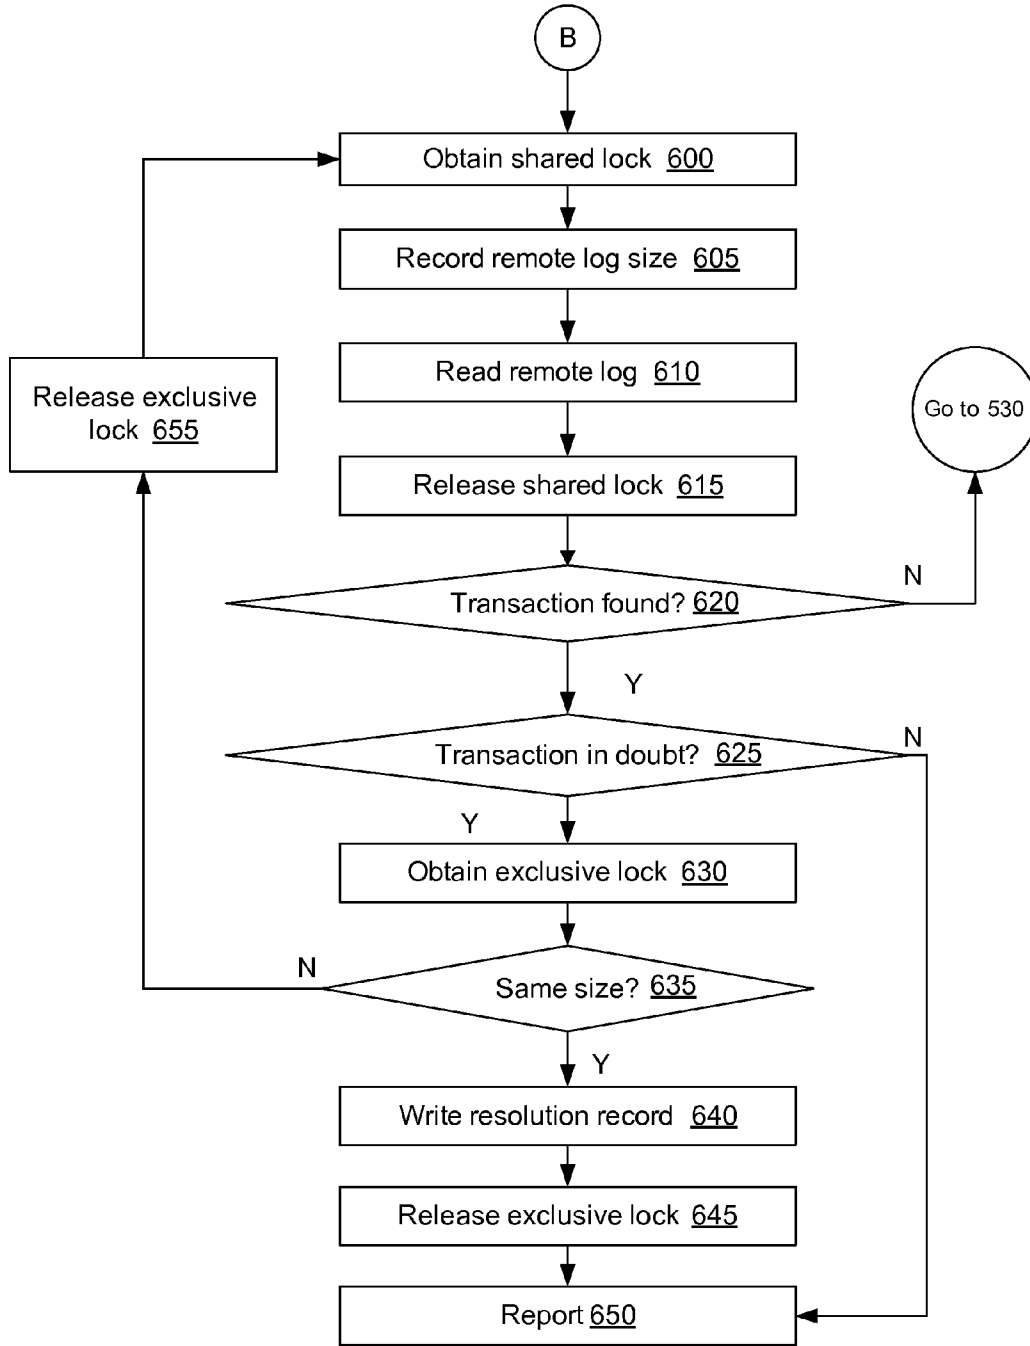 B
Obtain shared lock 600
Record remote log size 605
Read remote log 610
Release exclusive
lock 655
Go to 530
Release shared lock 615
N
Transaction found? 620
Y
N
Transaction in doubt? 625
Y
Obtain exclusive lock 630
N
Same size? 635
Y
Write resolution record 640
Release exclusive lock 645
Report 650